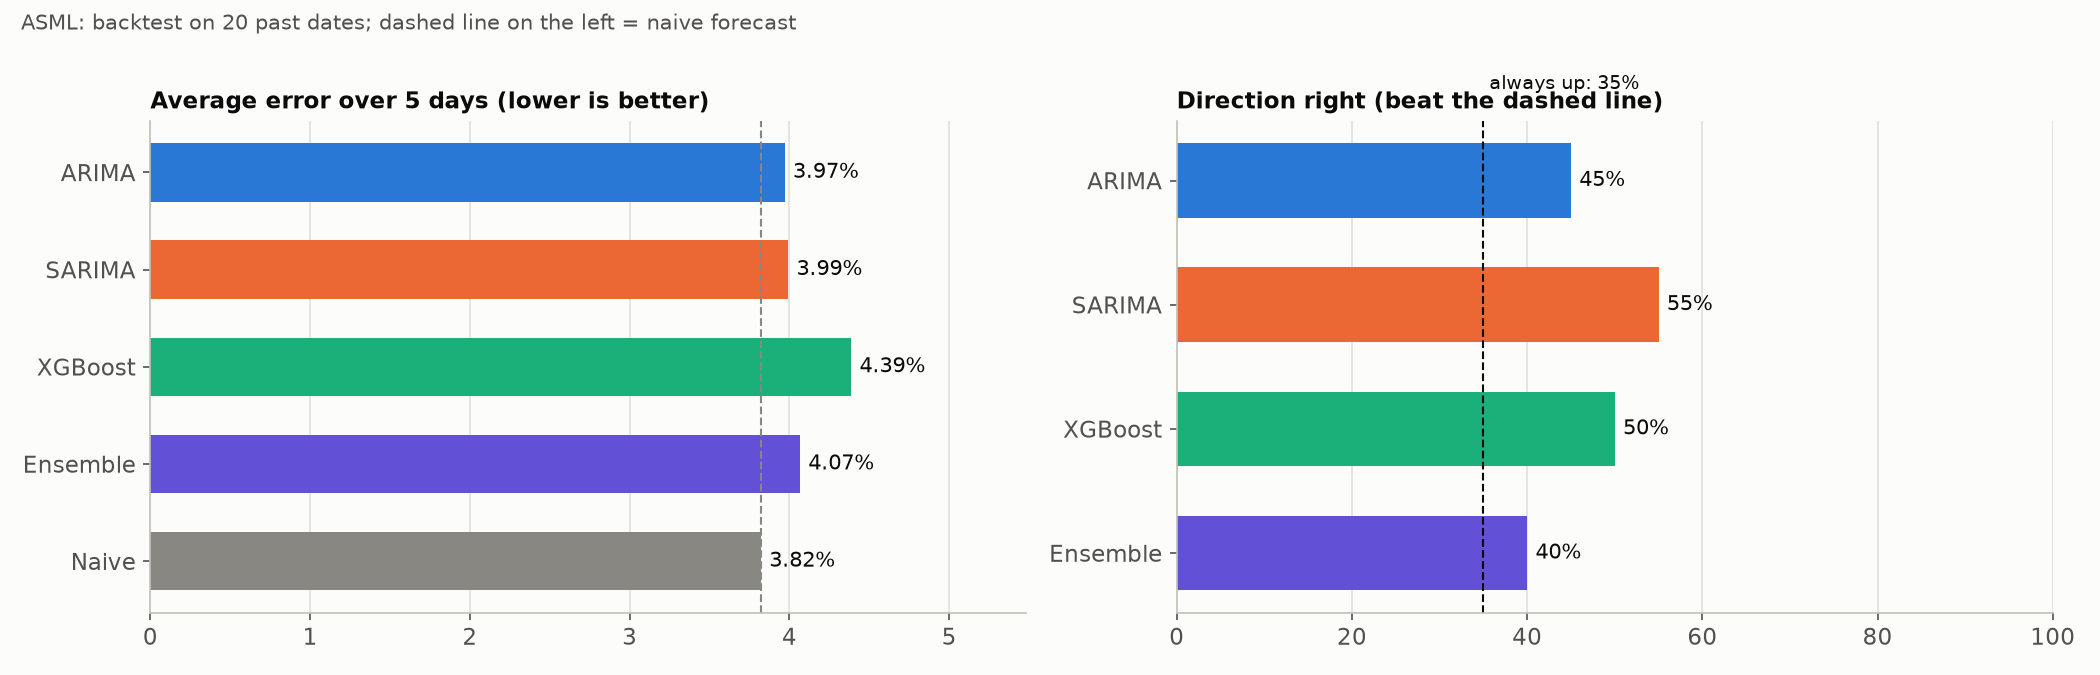 ASML: backtest on 20 past dates; dashed line on the left = naive forecast
Average error over 5 days (lower is better)
ARIMA
3.97%
SARIMA
3.99%
XGBoost
4.39%
Ensemble
4.07%
Naive
3.82%
0 1 2 3 4 5
always up: 35%
Direction right (beat the dashed line)
ARIMA
45%
SARIMA
55%
XGBoost
50%
Ensemble
40%
0 20 40 60 80 100